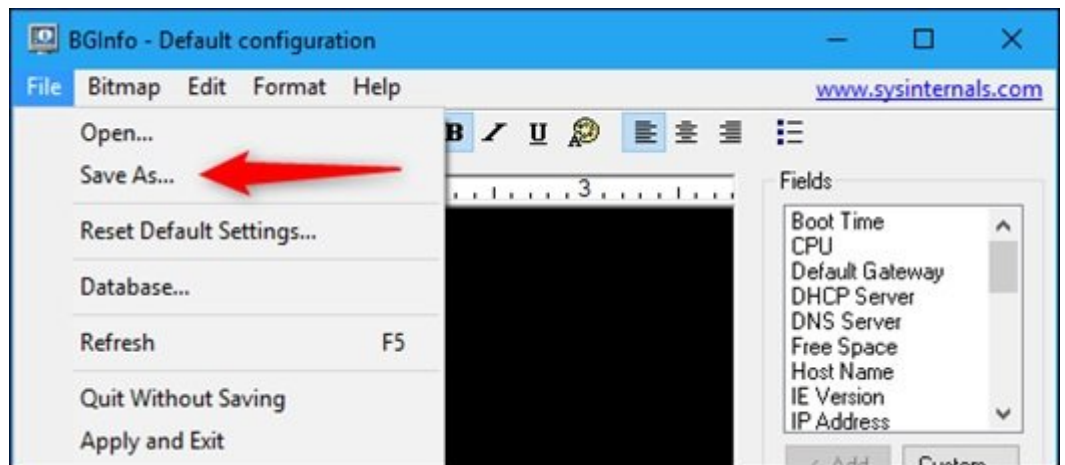 BGInfo - Default configuration
File Bitmap Edit Format Help www.sysinternals.com
Open...
Save As...
Reset Default Settings...
Database...
Refresh F5
Quit Without Saving
Apply and Exit
B I U A
3
Fields
Boot Time
CPU
Default Gateway
DHCP Server
DNS Server
Free Space
Host Name
IE Version
IP Address